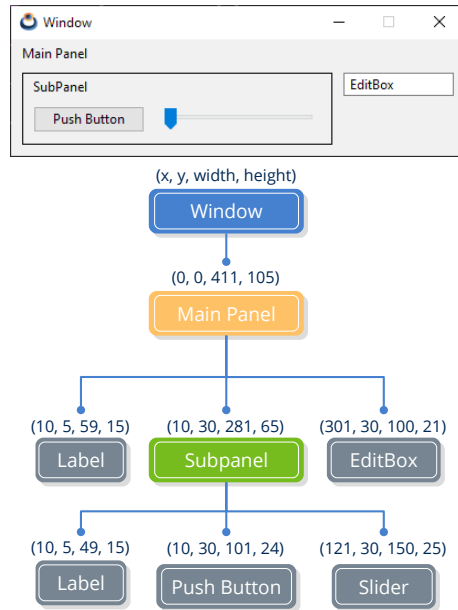 Window
Main Panel
SubPanel
EditBox
Push Button
(x, y, width, height)
Window
(0, 0, 411, 105)
Main Panel
(10, 5, 59, 15) (10, 30, 281, 65) (301, 30, 100, 21)
Label Subpanel EditBox
(10, 5, 49, 15) (10, 30, 101, 24) (121, 30, 150, 25)
Label Push Button Slider